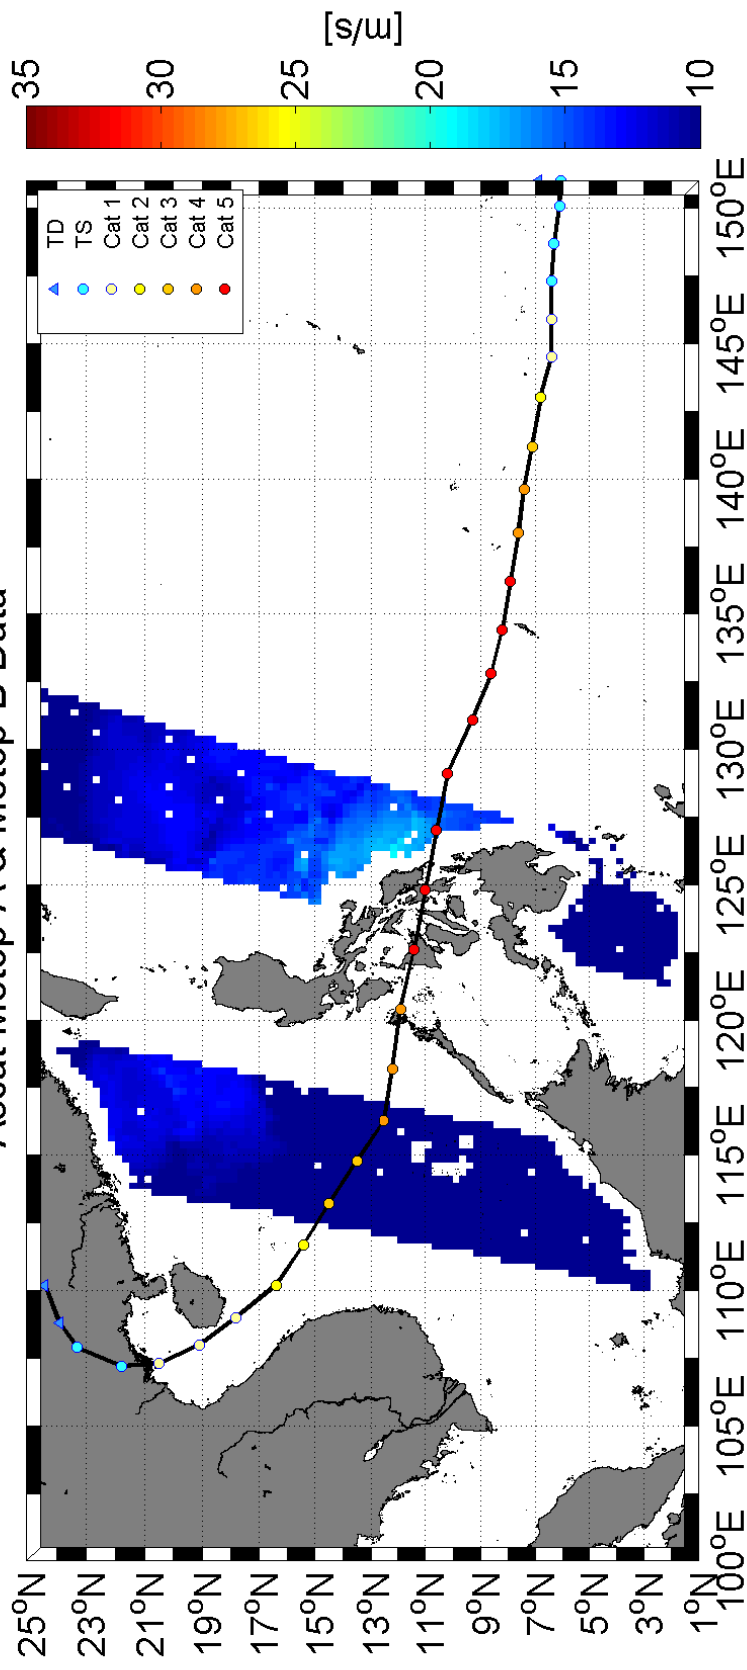 Ascat Metop-A & Metop-B Data
TD
TS
Cat 1
Cat 2
Cat 3
Cat 4
Cat 5
25°N
23°N
21°N
19°N
17°N
15°N
13°N
11°N
9°N
7°N
5°N
3°N
1°N
100°E
105°E
110°E
115°E
120°E
125°E
130°E
135°E
140°E
145°E
150°E
35
30
25
20
15
10
[m/s]